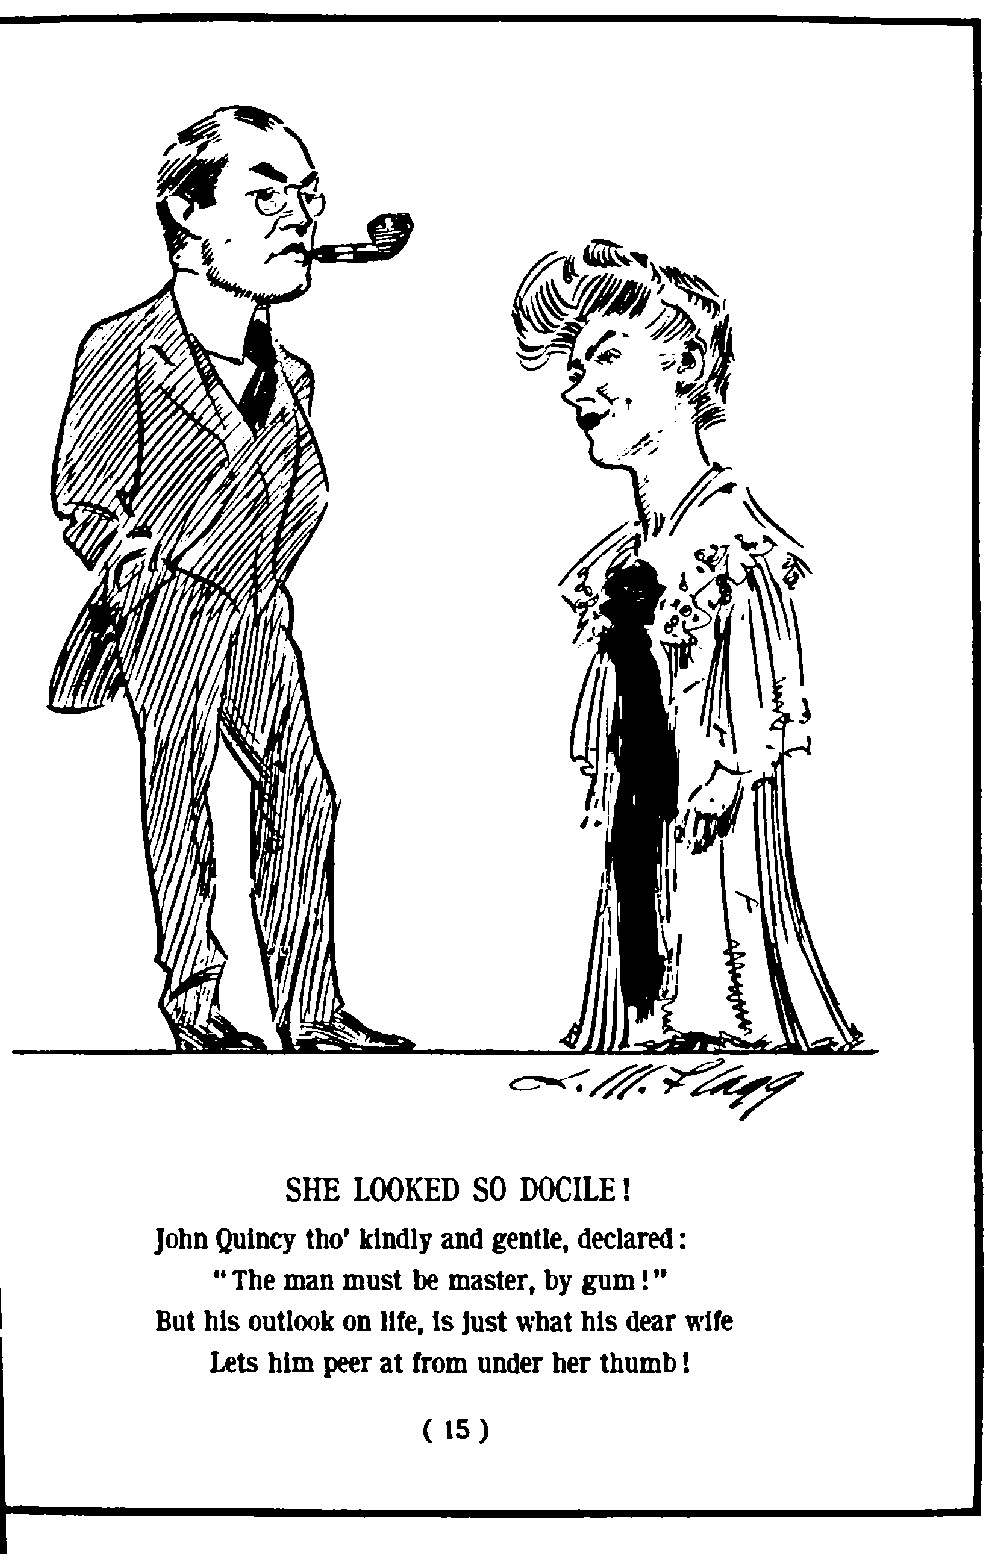 J. M. Flagg
SHE LOOKED SO DOCILE!
John Quincy tho' kindly and gentle, declared:
"The man must be master, by gum!"
But his outlook on life, is just what his dear wife
Lets him peer at from under her thumb!
( 15 )